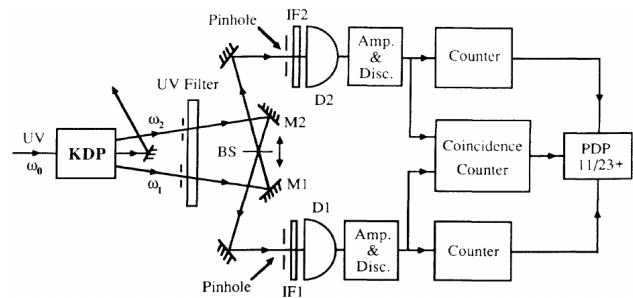 Pinhole
IF2
D2
Amp.
&
Disc.
Counter
UV Filter
UV
ω₀
KDP
ω₂
ω₁
BS
M2
M1
Coincidence
Counter
PDP
11/23+
D1
Amp.
&
Disc.
Counter
Pinhole
IF1